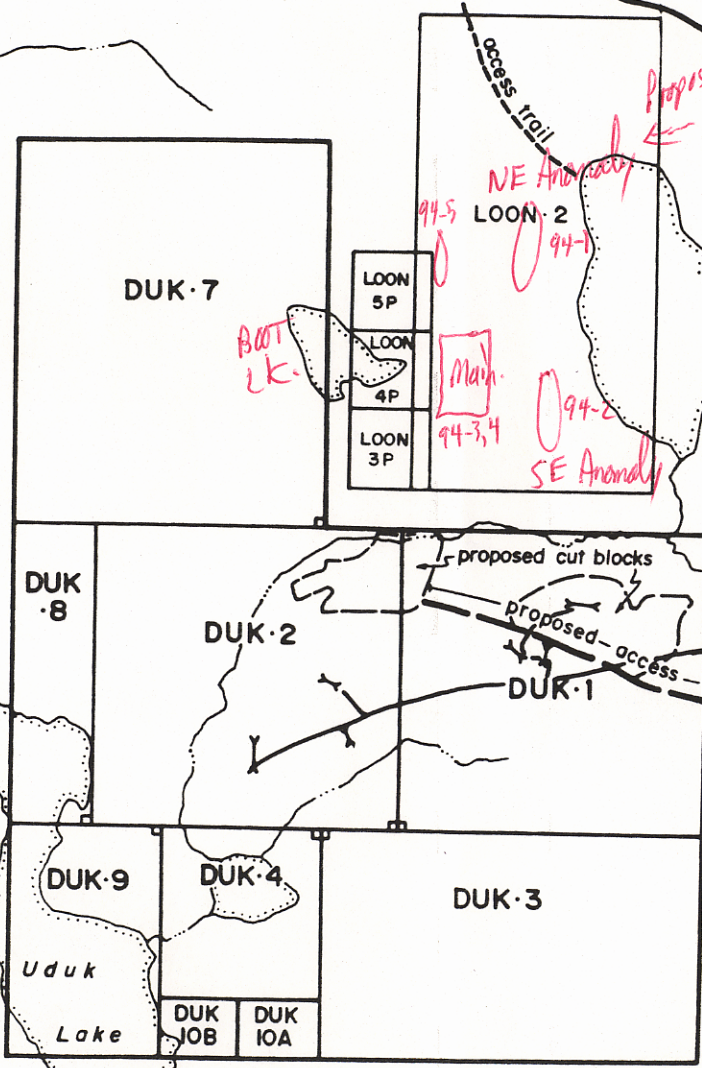 access trail
Propos
NE Anomaly
94-5
LOON·2
94-1
DUK·7
LOON
5P
BOOT
LK.
LOON
4P
Main.
94-3,4
94-2
LOON
3P
SE Anomaly
proposed cut blocks
DUK
·8
proposed access
DUK·2
DUK·1
DUK·9
DUK·4
DUK·3
Uduk
Lake
DUK
10B
DUK
10A